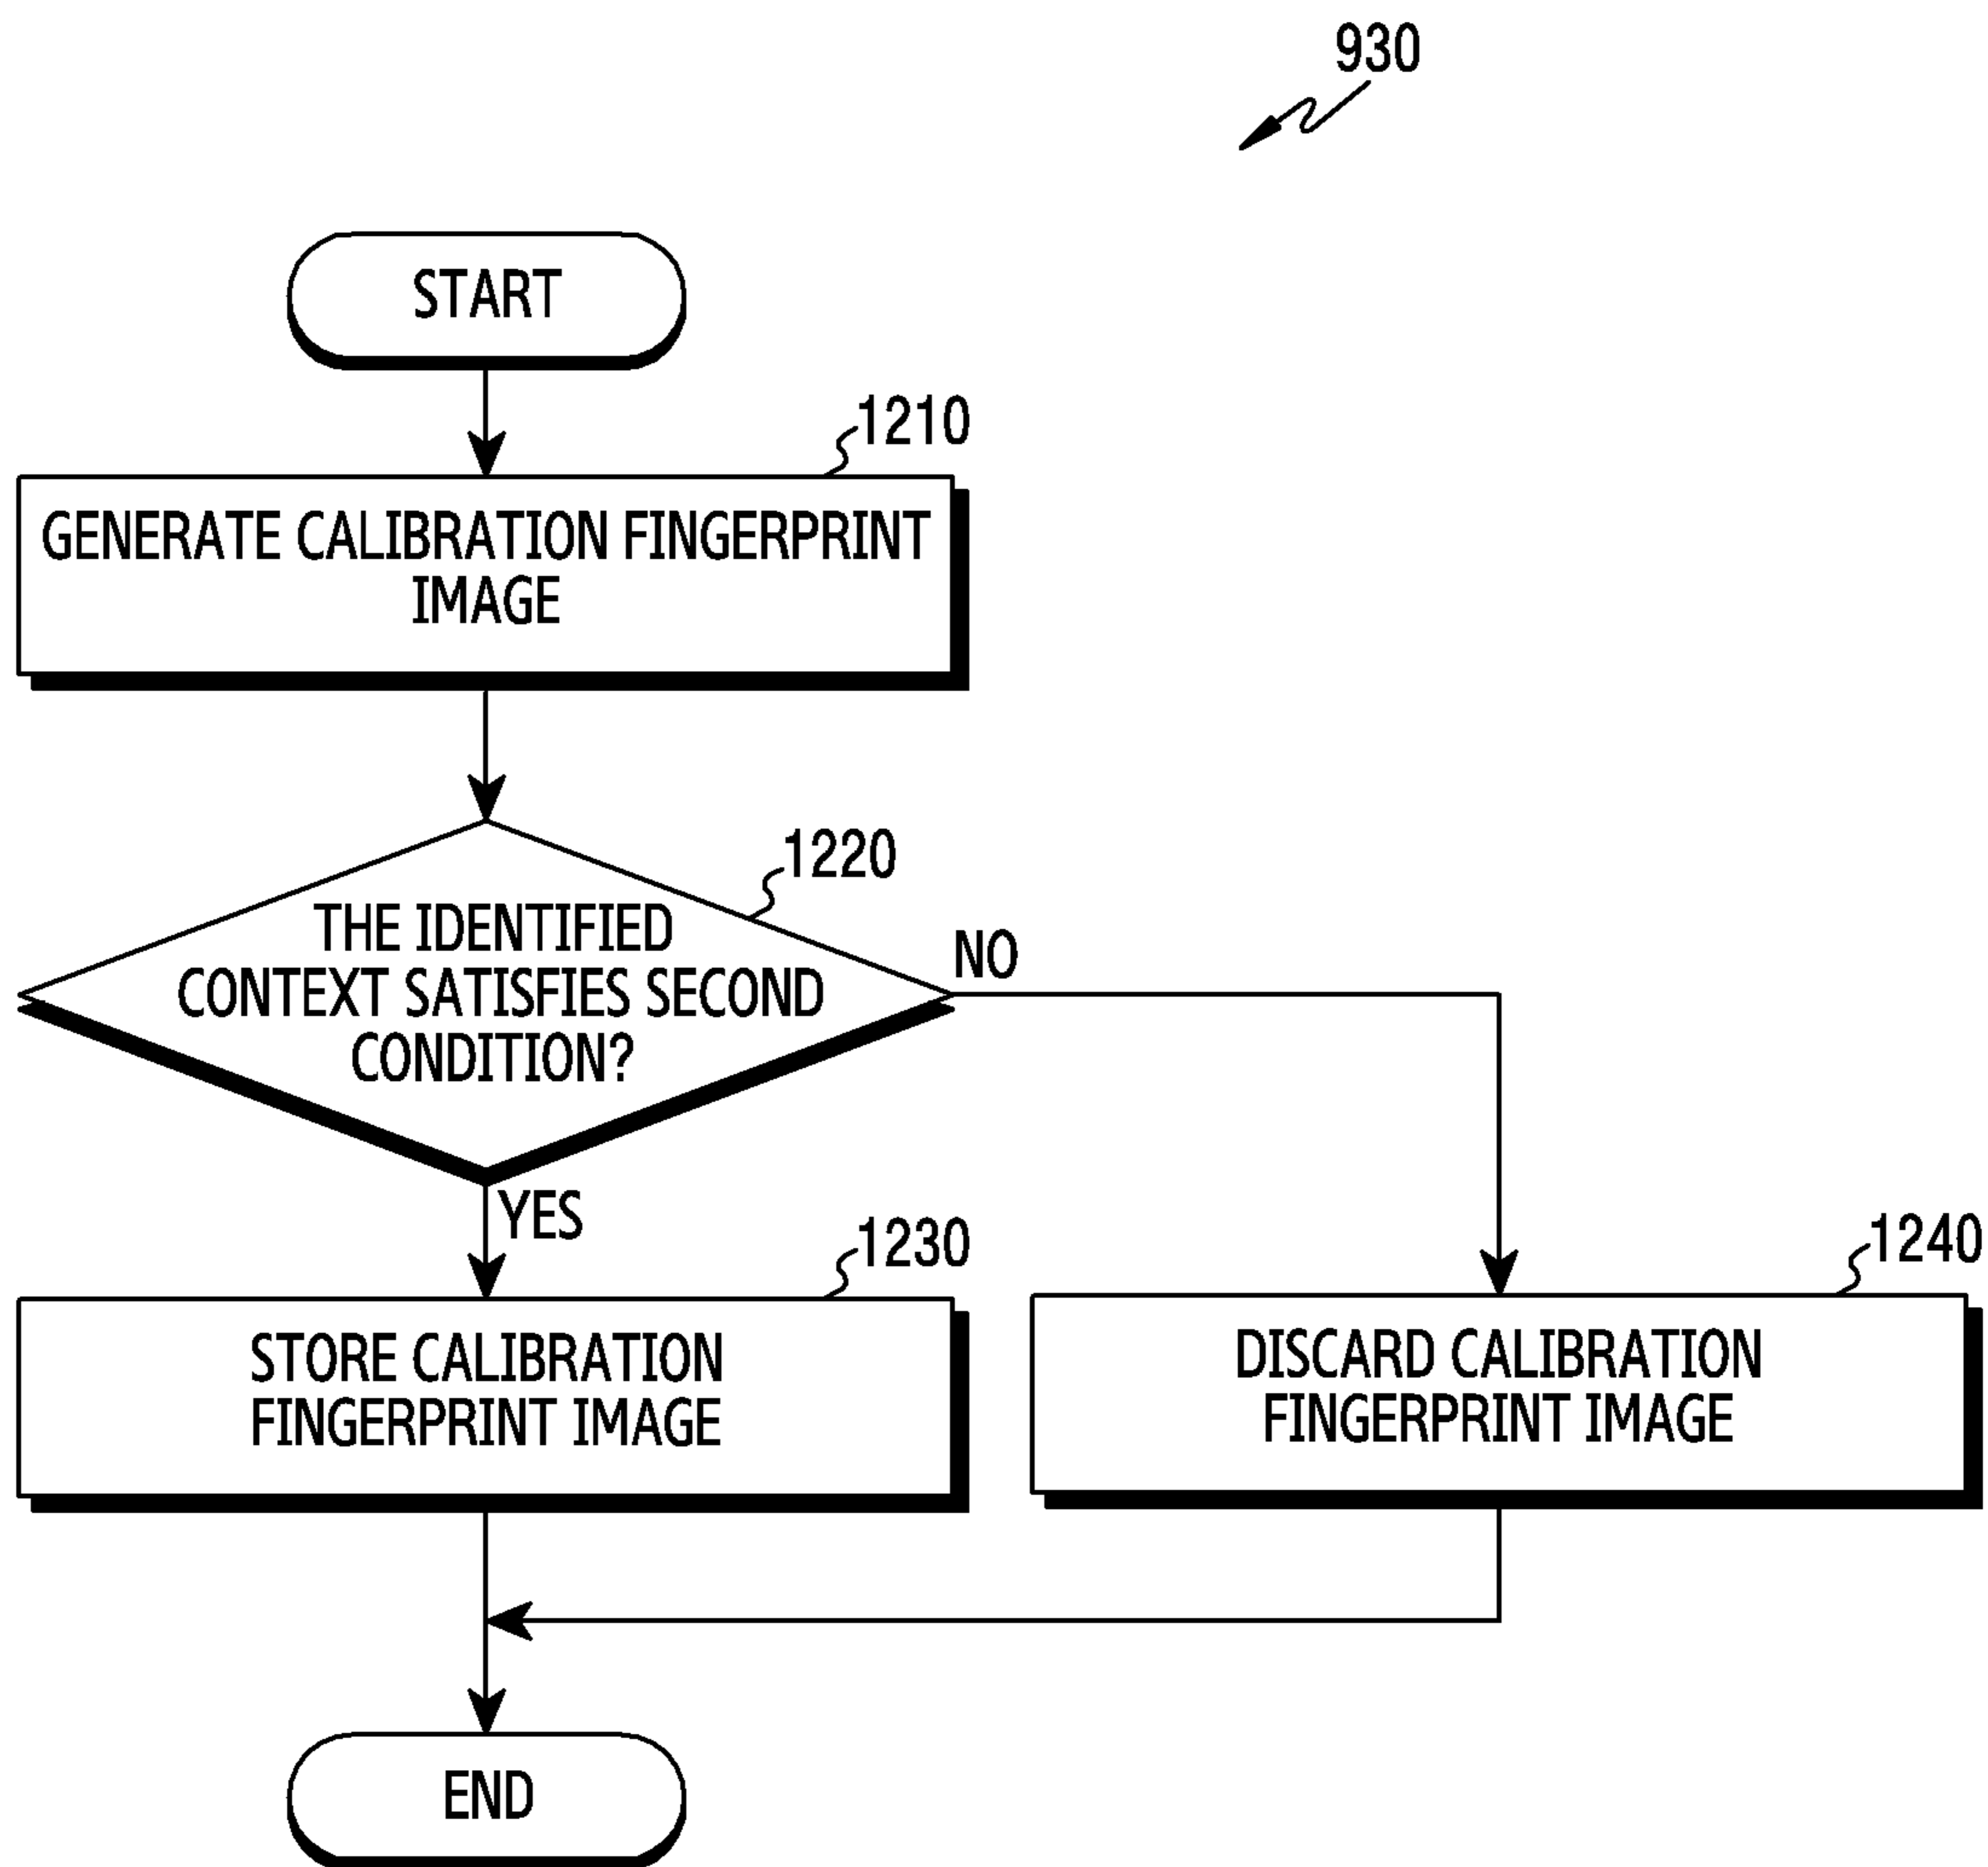 930
START
1210
GENERATE CALIBRATION FINGERPRINT
IMAGE
1220
THE IDENTIFIED
CONTEXT SATISFIES SECOND
CONDITION?
NO
YES
1230
STORE CALIBRATION
FINGERPRINT IMAGE
1240
DISCARD CALIBRATION
FINGERPRINT IMAGE
END